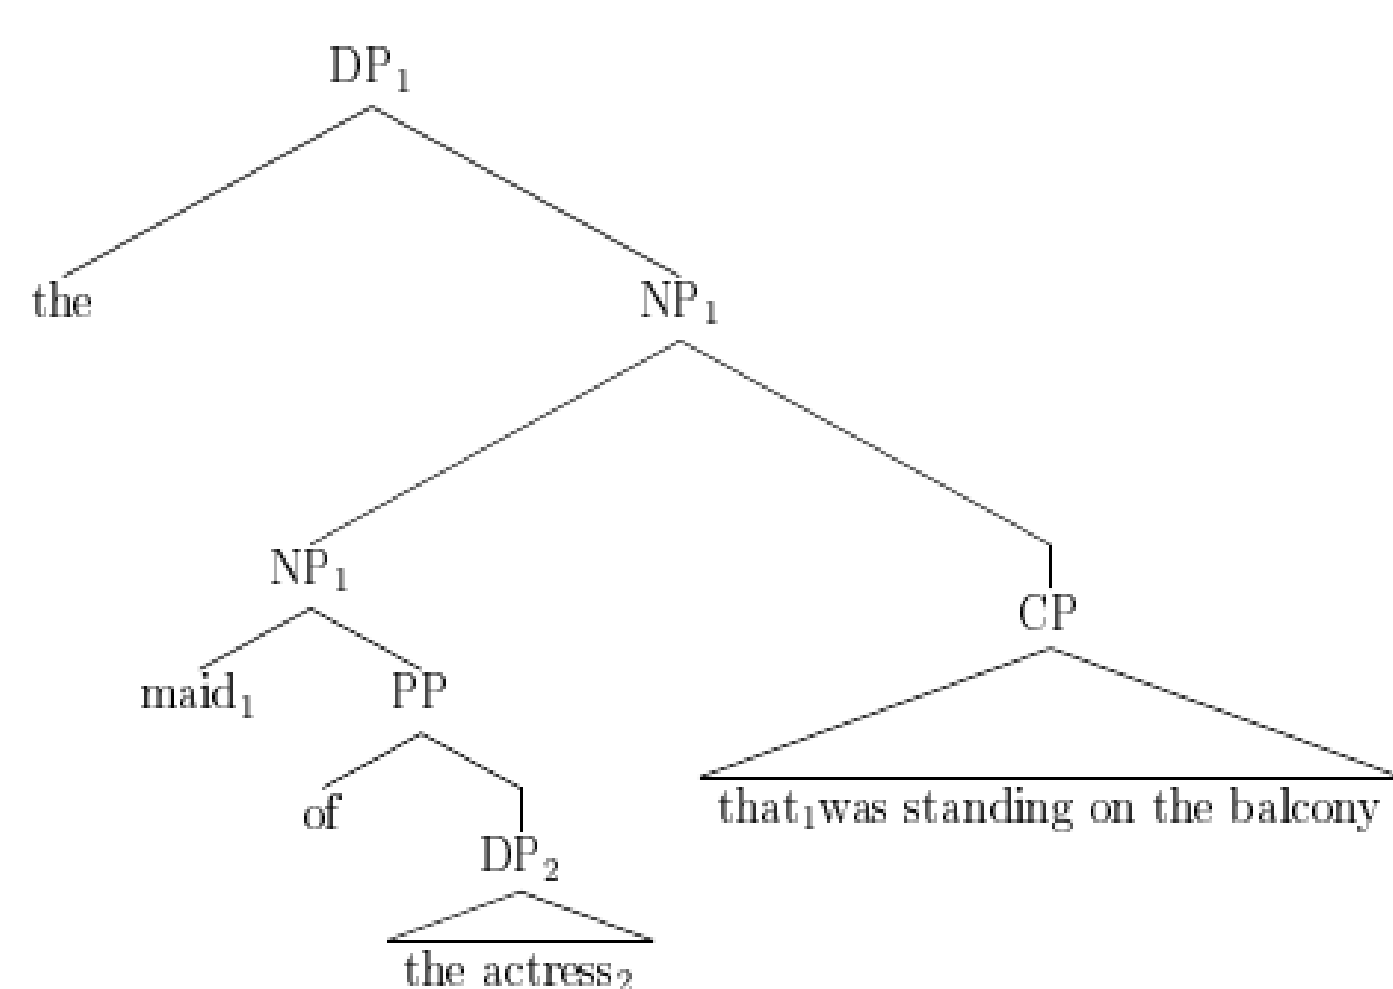 DP₁
the NP₁
NP₁
CP
maid₁ PP
of that₁was standing on the balcony
DP₂
the actress₂